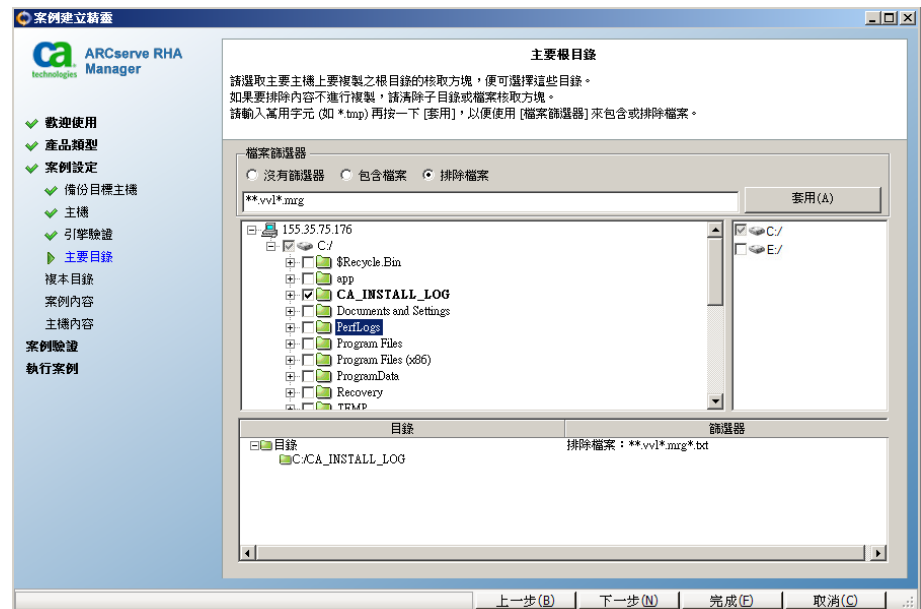 案例建立精靈
ca
technologies
ARCserve RHA
Manager
歡迎使用
產品類型
案例設定
備份目標主機
主機
引擎驗證
主要目錄
複本目錄
案例內容
主機內容
案例驗證
執行案例
主要根目錄
請選取主要主機上要複製之根目錄的核取方塊，便可選擇這些目錄。
如果要排除內容不進行複製，請清除子目錄或檔案核取方塊。
請輸入萬用字元 (如 *.tmp) 再按一下 [套用]，以便使用 [檔案篩選器] 來包含或排除檔案。
檔案篩選器
沒有篩選器 包含檔案 排除檔案
**.vvl*.mrg 套用(A)
155.35.75.176
C:/
$Recycle.Bin
app
CA_INSTALL_LOG
Documents and Settings
PerfLogs
Program Files
Program Files (x86)
ProgramData
Recovery
TEMP
C:/
E:/
目錄 篩選器
目錄 排除檔案：**.vvl*.mrg*.txt
C:/CA_INSTALL_LOG
上一步(B) 下一步(N) 完成(F) 取消(C)